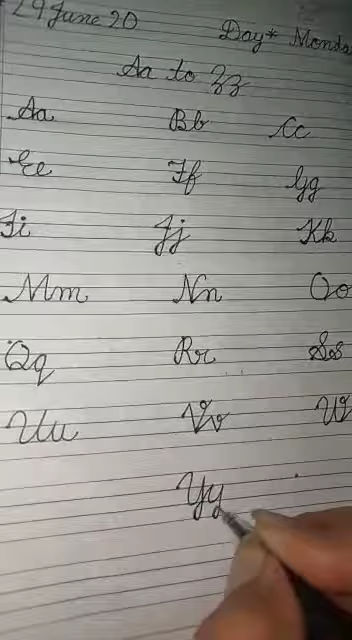 29 June 20
Day* Monda
Aa to Zz
Aa Bb Cc
Ee Ff Gg
Ii Jj Kk
Mm Nn Oo
Qq Rr Ss
Uu Vv W
Yy